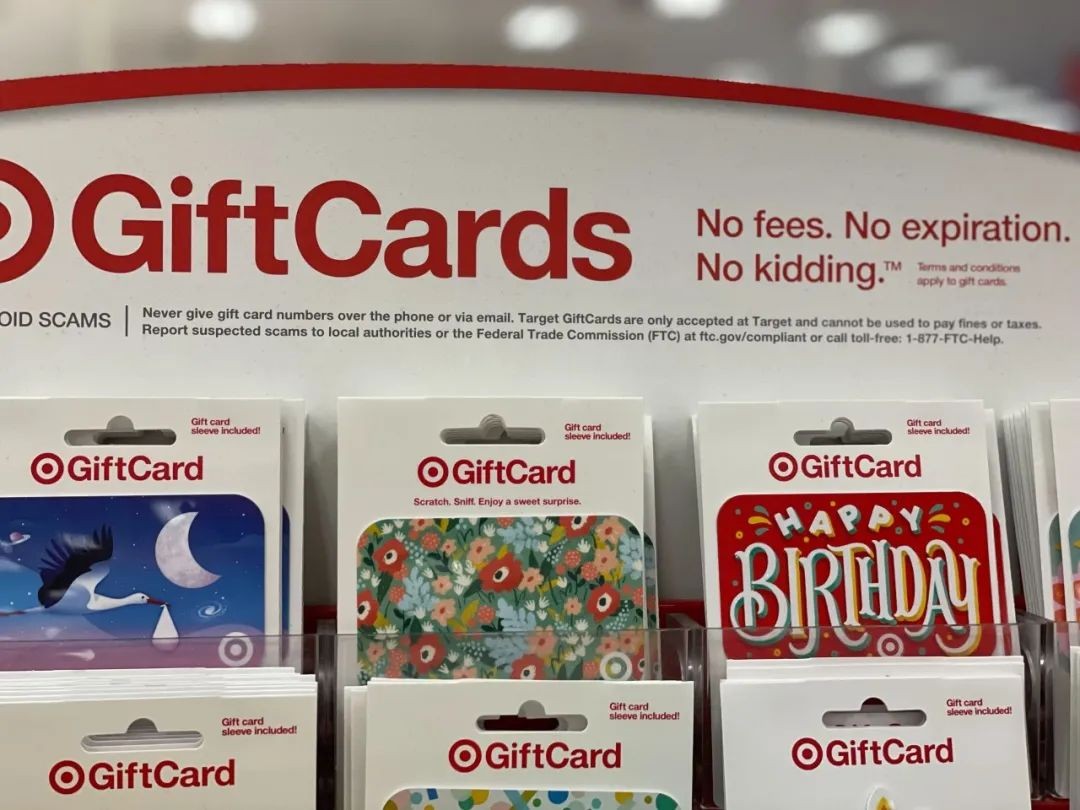 GiftCards
No fees. No expiration.
No kidding.™
Terms and conditions
apply to gift cards.
OID SCAMS
Never give gift card numbers over the phone or via email. Target GiftCards are only accepted at Target and cannot be used to pay fines or taxes.
Report suspected scams to local authorities or the Federal Trade Commission (FTC) at ftc.gov/compliant or call toll-free: 1-877-FTC-Help.
Gift card
sleeve included!
GiftCard
Gift card
sleeve included!
GiftCard
Scratch. Sniff. Enjoy a sweet surprise.
Gift card
sleeve included!
GiftCard
HAPPY
BIRTHDAY
Gift card
sleeve included!
GiftCard
Gift card
sleeve included!
GiftCard
Gift card
sleeve included!
GiftCard